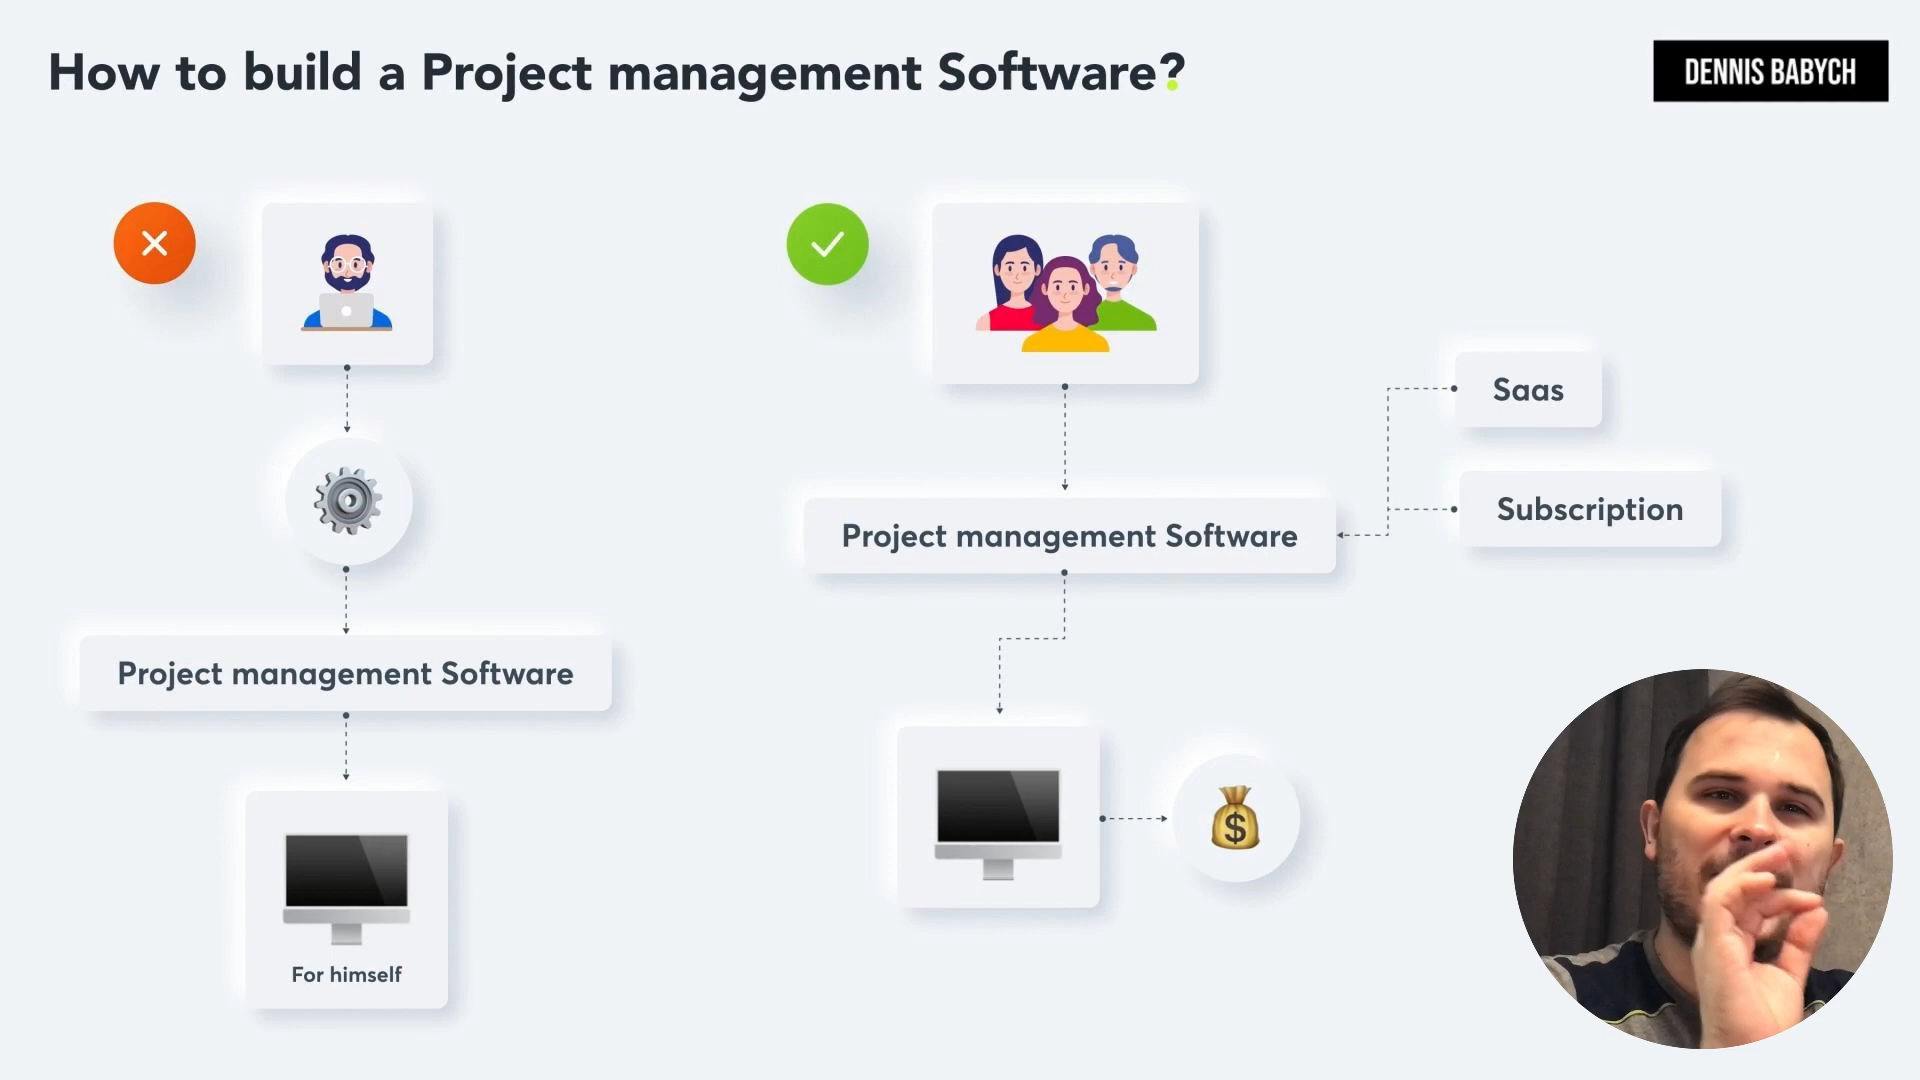 How to build a Project management Software?
DENNIS BABYCH
Project management Software
For himself
Project management Software
Saas
Subscription
$